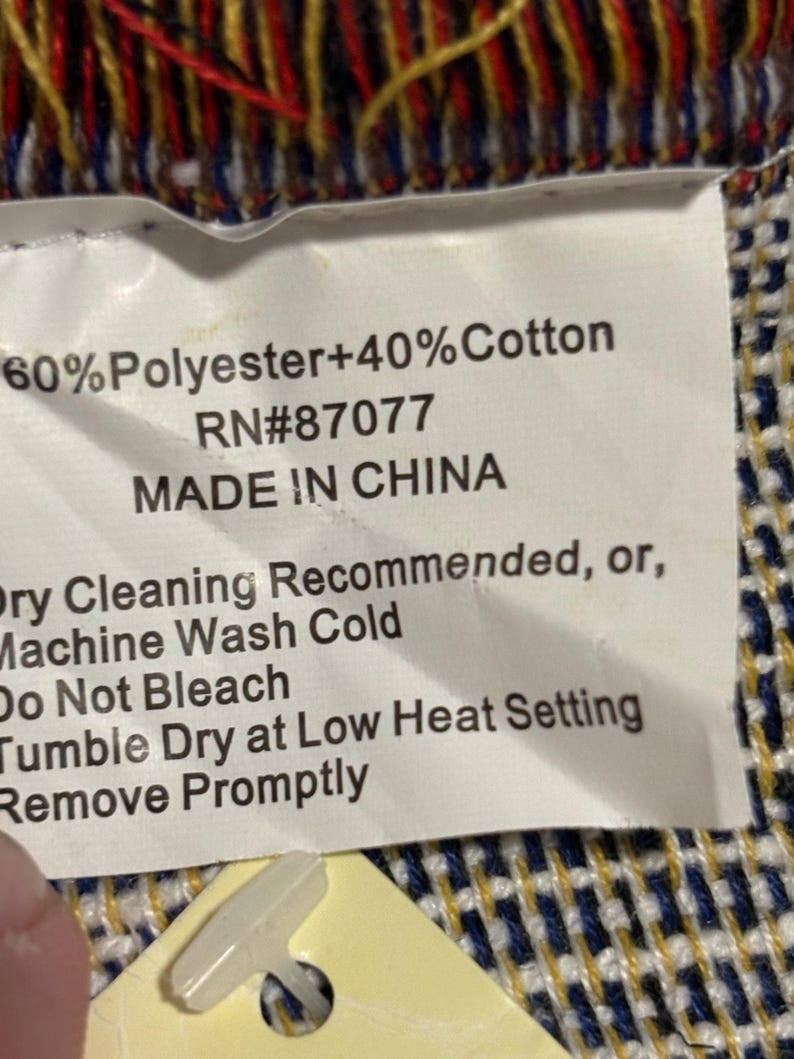 60%Polyester+40%Cotton
RN#87077
MADE IN CHINA
Dry Cleaning Recommended, or,
Machine Wash Cold
Do Not Bleach
Tumble Dry at Low Heat Setting
Remove Promptly